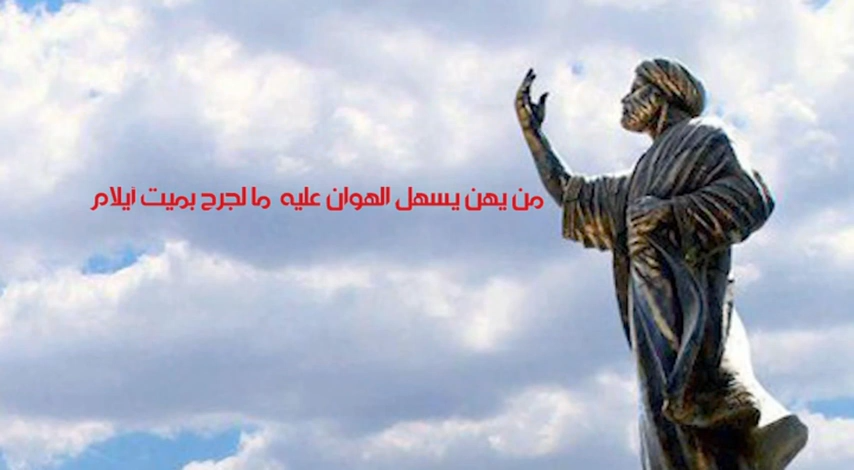 من يهن يسهل الهوان عليه ما لجرح بميت أيلام